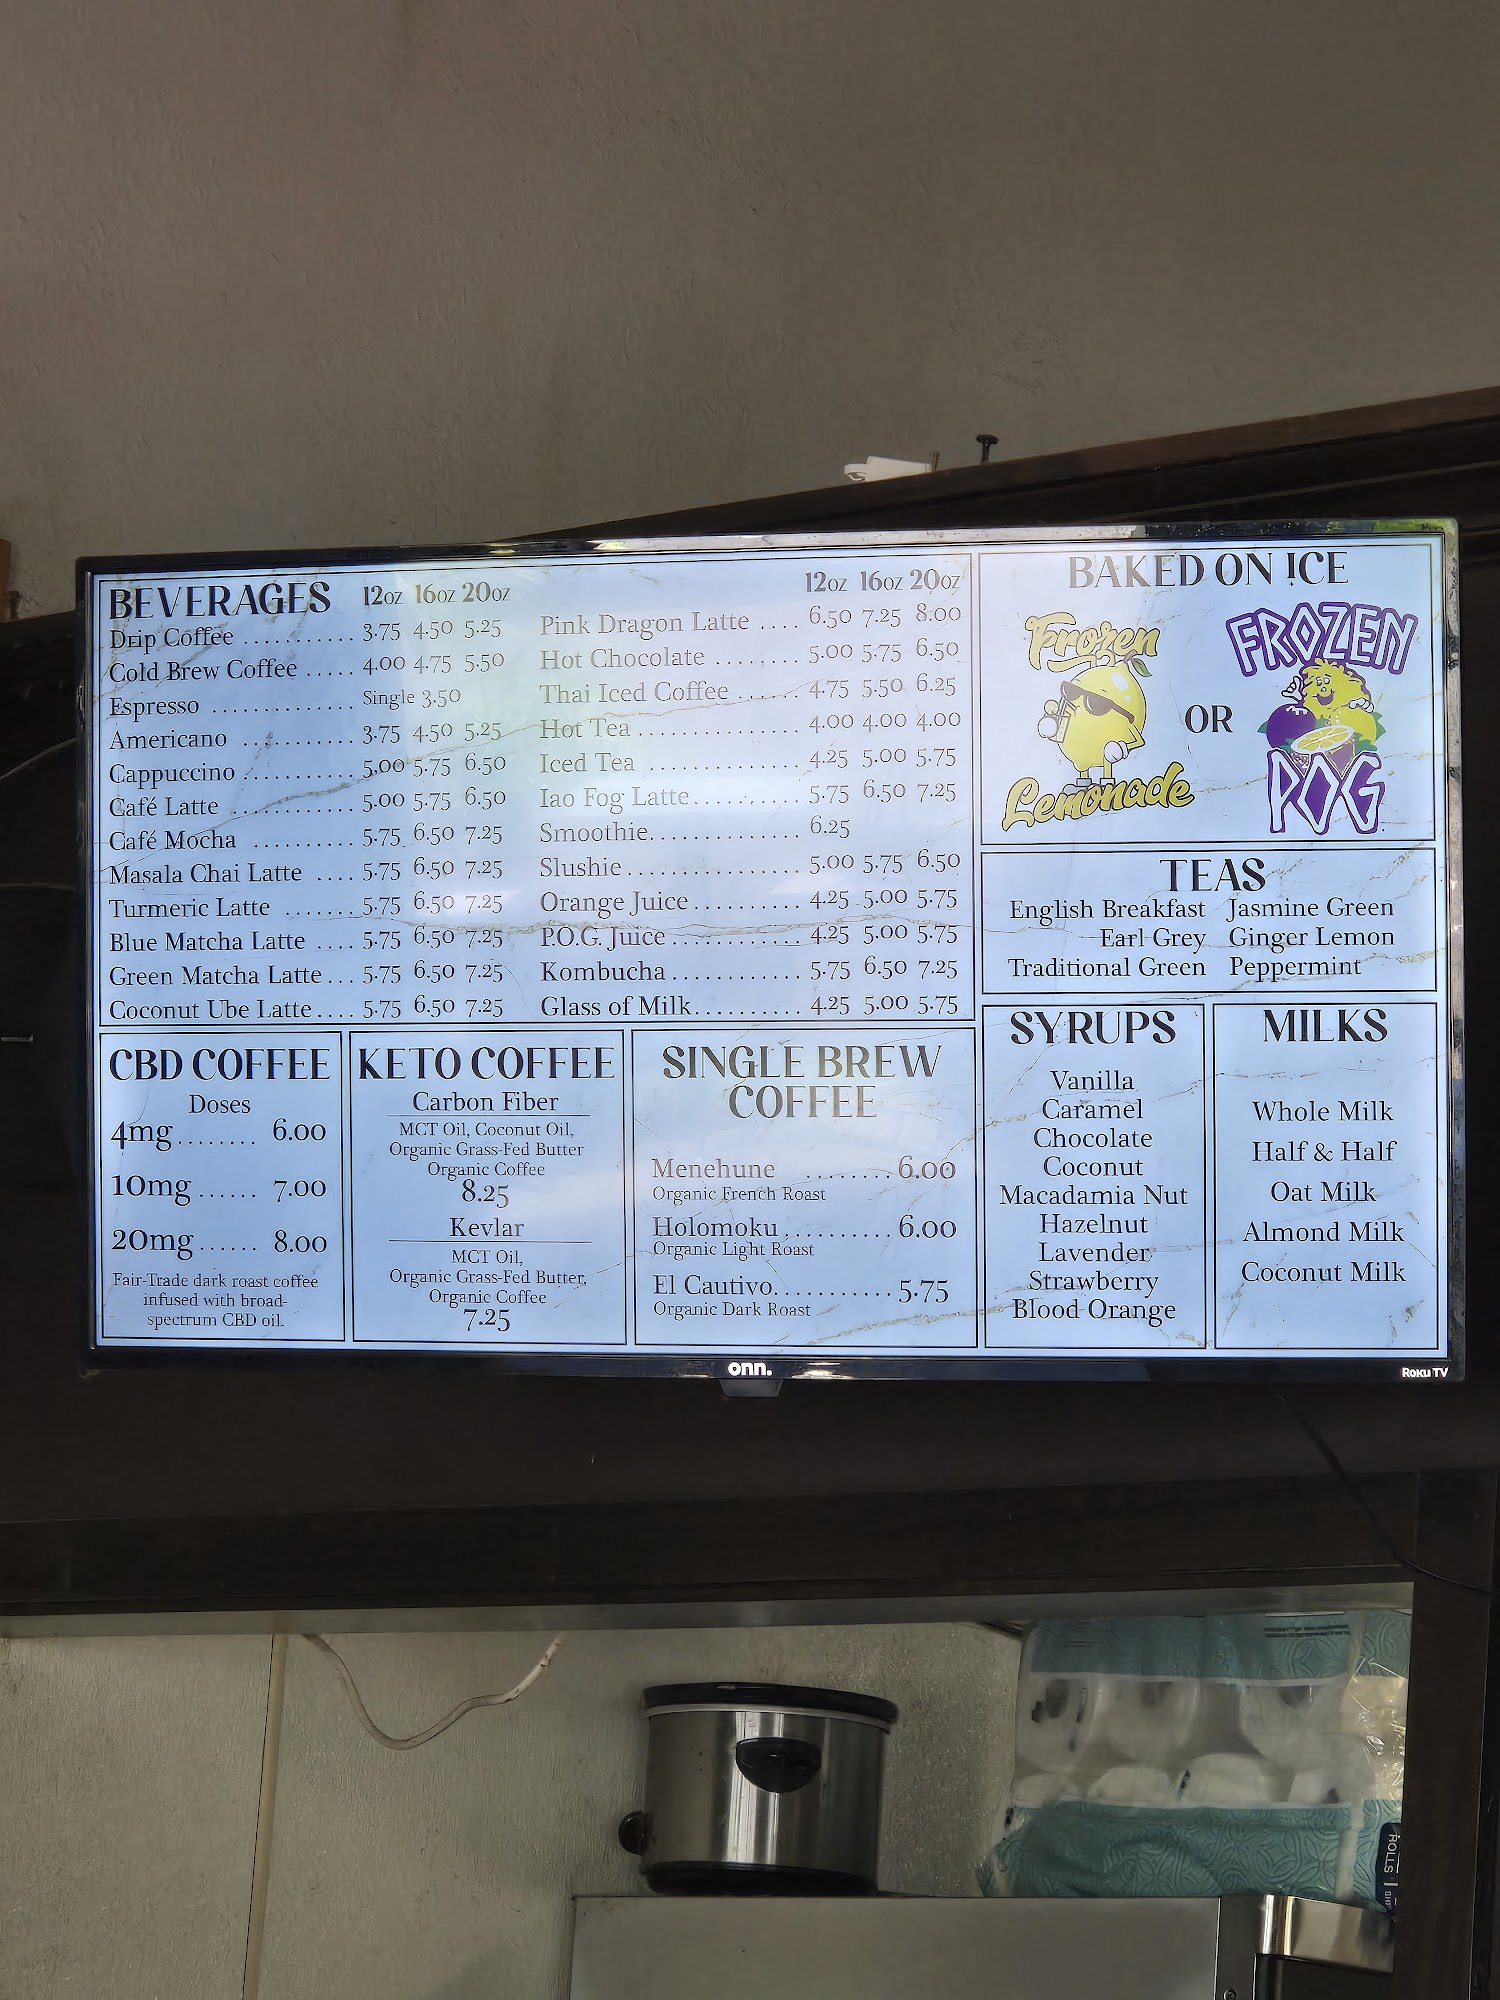 BEVERAGES 12oz 16oz 20oz
Drip Coffee .......... 3.75 4.50 5.25
Cold Brew Coffee ..... 4.00 4.75 5.50
Espresso ............. Single 3.50
Americano .......... 3.75 4.50 5.25
Cappuccino .......... 5.00 5.75 6.50
Café Latte ............ 5.00 5.75 6.50
Café Mocha .......... 5.75 6.50 7.25
Masala Chai Latte .... 5.75 6.50 7.25
Turmeric Latte ....... 5.75 6.50 7.25
Blue Matcha Latte .... 5.75 6.50 7.25
Green Matcha Latte... 5.75 6.50 7.25
Coconut Ube Latte.... 5.75 6.50 7.25
12oz 16oz 20oz
Pink Dragon Latte .... 6.50 7.25 8.00
Hot Chocolate ........ 5.00 5.75 6.50
Thai Iced Coffee ...... 4.75 5.50 6.25
Hot Tea ............... 4.00 4.00 4.00
Iced Tea .............. 4.25 5.00 5.75
Iao Fog Latte.......... 5.75 6.50 7.25
Smoothie.............. 6.25
Slushie................ 5.00 5.75 6.50
Orange Juice .......... 4.25 5.00 5.75
P.O.G. Juice ............ 4.25 5.00 5.75
Kombucha ............ 5.75 6.50 7.25
Glass of Milk.......... 4.25 5.00 5.75
BAKED ON ICE
Frozen
Lemonade
OR
FROZEN
POG
TEAS
English Breakfast Jasmine Green
Earl Grey Ginger Lemon
Traditional Green Peppermint
CBD COFFEE
Doses
4mg ........ 6.00
10mg ...... 7.00
20mg ...... 8.00
Fair-Trade dark roast coffee
infused with broad-
spectrum CBD oil.
KETO COFFEE
Carbon Fiber
MCT Oil, Coconut Oil,
Organic Grass-Fed Butter
Organic Coffee
8.25
Kevlar
MCT Oil,
Organic Grass-Fed Butter,
Organic Coffee
7.25
SINGLE BREW
COFFEE
Menehune ........ 6.00
Organic French Roast
Holomoku .......... 6.00
Organic Light Roast
El Cautivo........... 5.75
Organic Dark Roast
SYRUPS
Vanilla
Caramel
Chocolate
Coconut
Macadamia Nut
Hazelnut
Lavender
Strawberry
Blood Orange
MILKS
Whole Milk
Half & Half
Oat Milk
Almond Milk
Coconut Milk
onn.
Roku TV
ROLLS